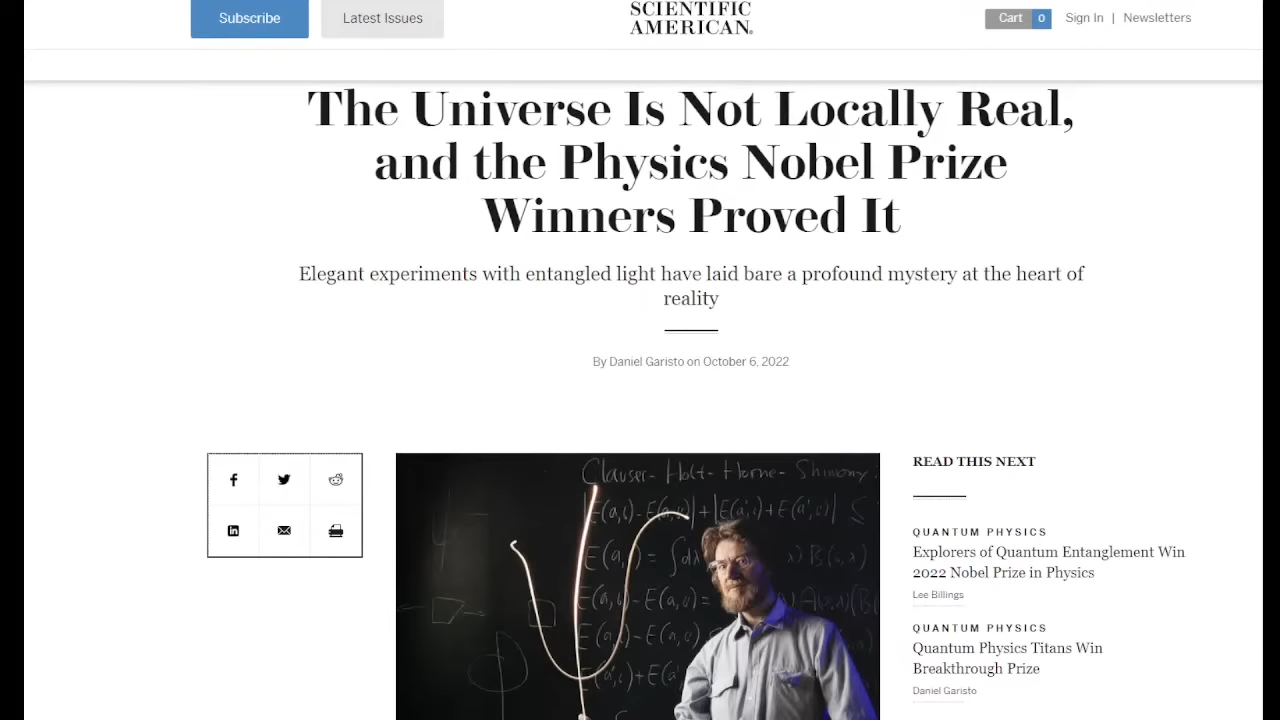 Subscribe
Latest Issues
SCIENTIFIC
AMERICAN®
Cart 0
Sign In | Newsletters
The Universe Is Not Locally Real,
and the Physics Nobel Prize
Winners Proved It
Elegant experiments with entangled light have laid bare a profound mystery at the heart of
reality
By Daniel Garisto on October 6, 2022
Clauser-Holt-Horne-Shimony:
READ THIS NEXT
QUANTUM PHYSICS
Explorers of Quantum Entanglement Win
2022 Nobel Prize in Physics
Lee Billings
QUANTUM PHYSICS
Quantum Physics Titans Win
Breakthrough Prize
Daniel Garisto